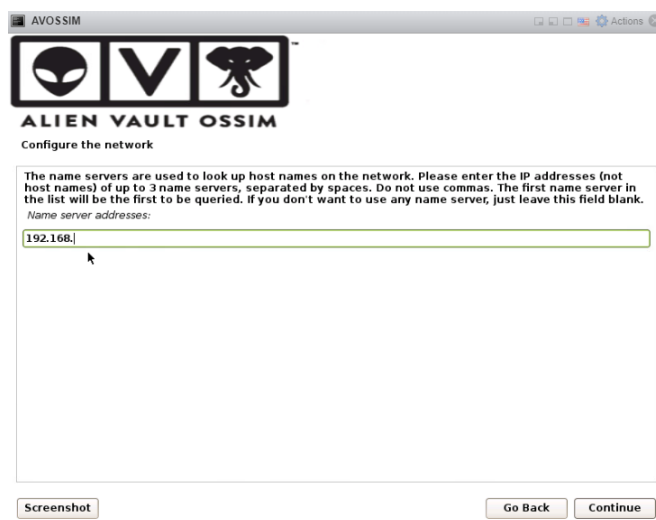 AVOSSIM
Actions
V
™
ALIEN VAULT OSSIM
Configure the network
The name servers are used to look up host names on the network. Please enter the IP addresses (not
host names) of up to 3 name servers, separated by spaces. Do not use commas. The first name server in
the list will be the first to be queried. If you don't want to use any name server, just leave this field blank.
Name server addresses:
192.168.
Screenshot
Go Back
Continue